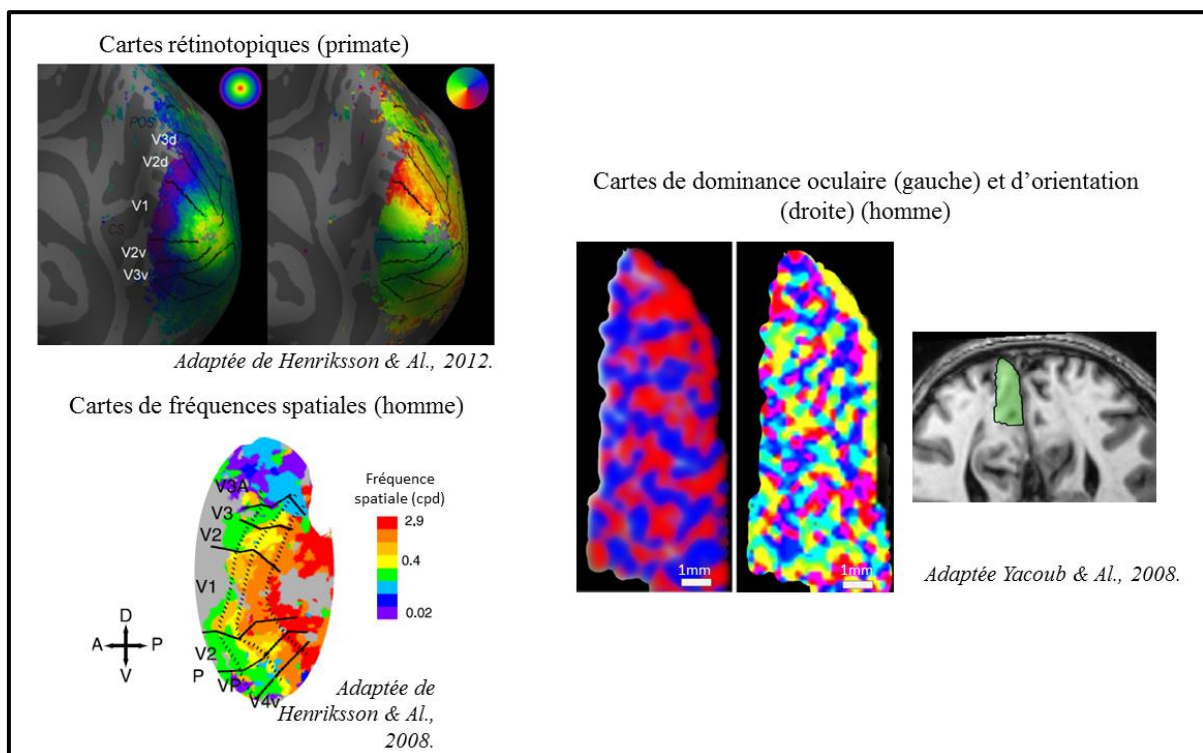 Cartes rétinotopiques (primate)
POS
V3d
V2d
V1
CS
V2v
V3v
Adaptée de Henriksson & Al., 2012.
Cartes de fréquences spatiales (homme)
V3A
V3
V2
V1
V2
P
VP
V4v
D
A
P
V
Fréquence
spatiale (cpd)
2.9
0.4
0.02
Adaptée de
Henriksson & Al.,
2008.
Cartes de dominance oculaire (gauche) et d’orientation
(droite) (homme)
1mm
1mm
Adaptée Yacoub & Al., 2008.